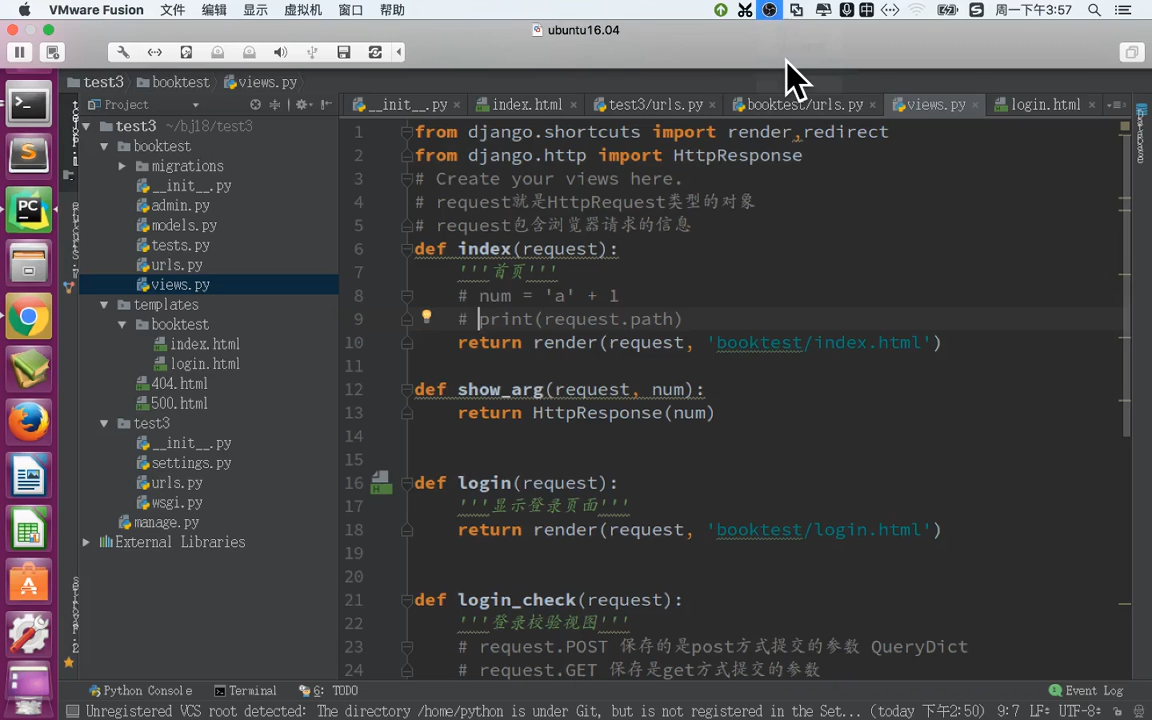 VMware Fusion 文件 编辑 显示 虚拟机 窗口 帮助 中 周一下午3:57
ubuntu16.04
test3 booktest views.py
Project __init__.py index.html test3/urls.py booktest/urls.py views.py login.html
test3 ~/bj18/test3
booktest
migrations
__init__.py
admin.py
models.py
tests.py
urls.py
views.py
templates
booktest
index.html
login.html
404.html
500.html
test3
__init__.py
settings.py
urls.py
wsgi.py
manage.py
External Libraries
1 from django.shortcuts import render,redirect
2 from django.http import HttpResponse
3 # Create your views here.
4 # request就是HttpRequest类型的对象
5 # request包含浏览器请求的信息
6 def index(request):
7 '''首页'''
8 # num = 'a' + 1
9 # print(request.path)
10 return render(request, 'booktest/index.html')
11
12 def show_arg(request, num):
13 return HttpResponse(num)
14
15
16 def login(request):
17 '''显示登录页面'''
18 return render(request, 'booktest/login.html')
19
20
21 def login_check(request):
22 '''登录校验视图'''
23 # request.POST 保存的是post方式提交的参数 QueryDict
24 # request.GET 保存是get方式提交的参数
Python Console Terminal 6: TODO 1 Event Log
Unregistered VCS root detected: The directory /home/python is under Git, but is not registered in the Set... (today 下午2:50) 9:7 LF÷ UTF-8÷